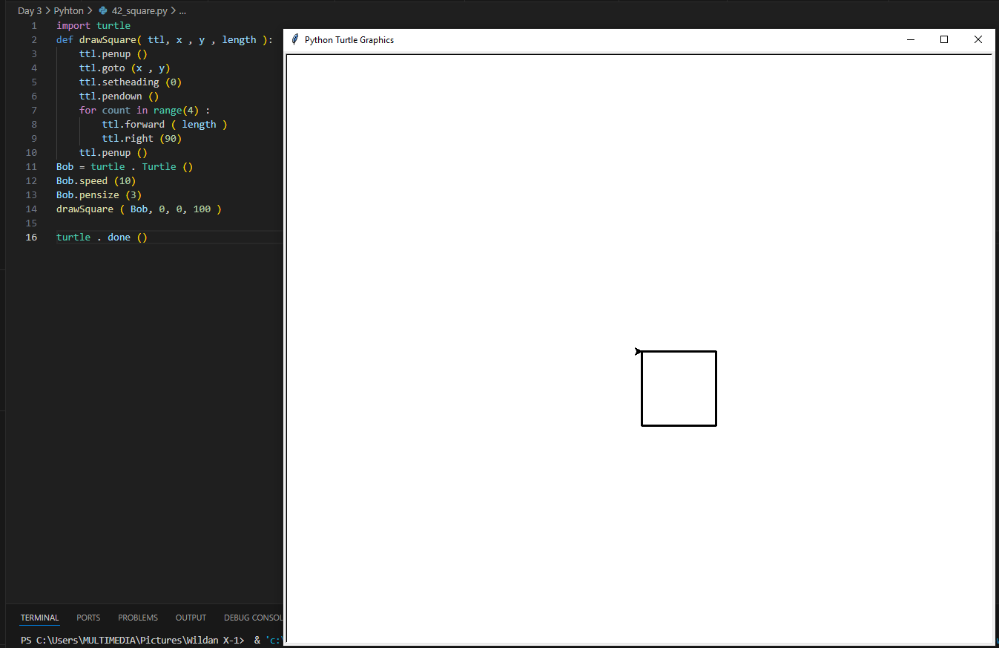 Day 3 > Pyhton > 42_square.py > ...
1 import turtle
2 def drawSquare( ttl, x , y , length ):
3 ttl.penup ()
4 ttl.goto (x , y)
5 ttl.setheading (0)
6 ttl.pendown ()
7 for count in range(4) :
8 ttl.forward ( length )
9 ttl.right (90)
10 ttl.penup ()
11 Bob = turtle . Turtle ()
12 Bob.speed (10)
13 Bob.pensize (3)
14 drawSquare ( Bob, 0, 0, 100 )
15
16 turtle . done ()
Python Turtle Graphics
TERMINAL PORTS PROBLEMS OUTPUT DEBUG CONSOL
PS C:\Users\MULTIMEDIA\Pictures\Wildan X-1> & 'c:\